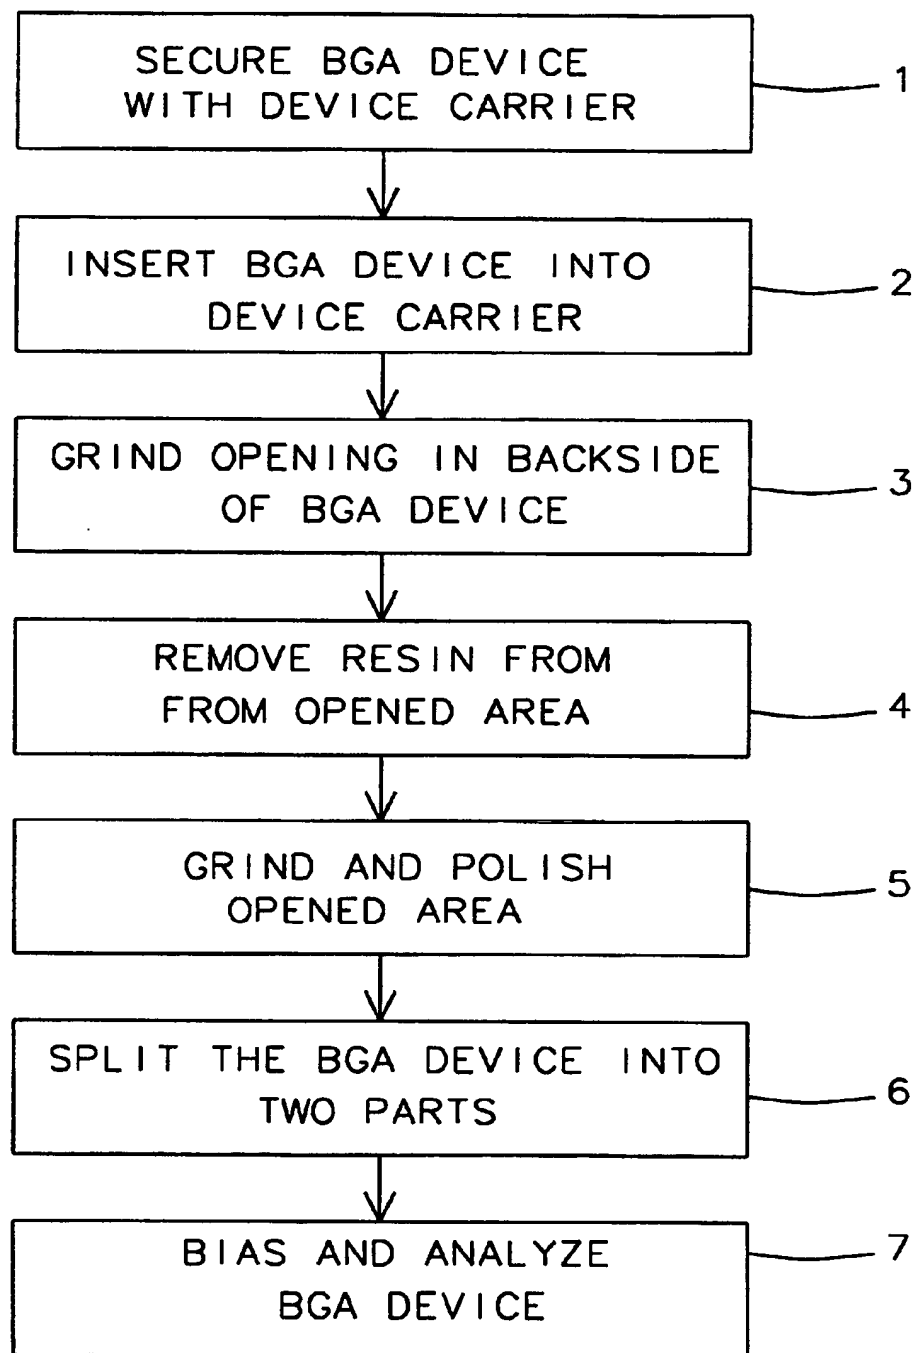 SECURE BGA DEVICE
WITH DEVICE CARRIER
1
INSERT BGA DEVICE INTO
DEVICE CARRIER
2
GRIND OPENING IN BACKSIDE
OF BGA DEVICE
3
REMOVE RESIN FROM
FROM OPENED AREA
4
GRIND AND POLISH
OPENED AREA
5
SPLIT THE BGA DEVICE INTO
TWO PARTS
6
BIAS AND ANALYZE
BGA DEVICE
7